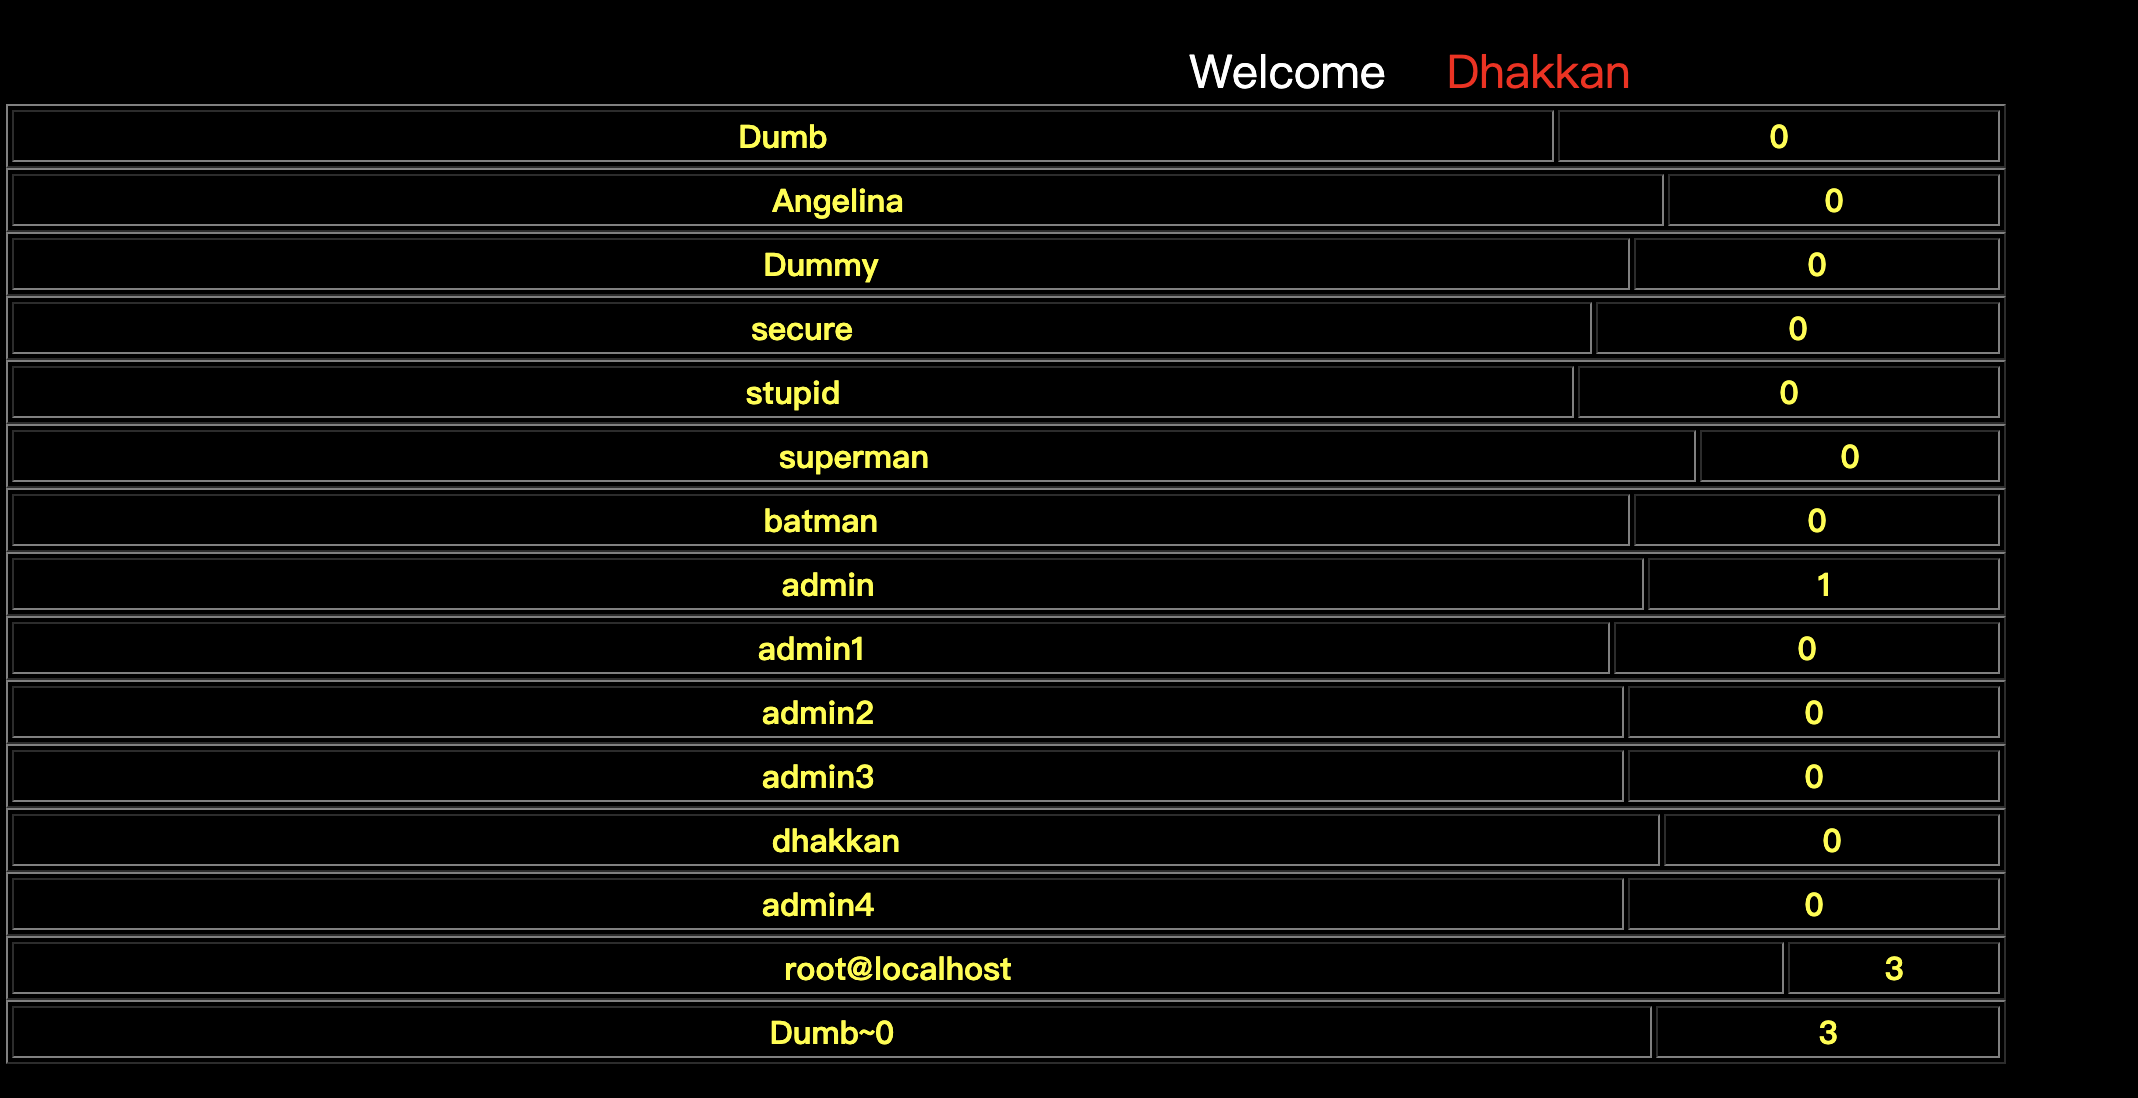 Welcome Dhakkan
Dumb 0
Angelina 0
Dummy 0
secure 0
stupid 0
superman 0
batman 0
admin 1
admin1 0
admin2 0
admin3 0
dhakkan 0
admin4 0
root@localhost 3
Dumb~0 3